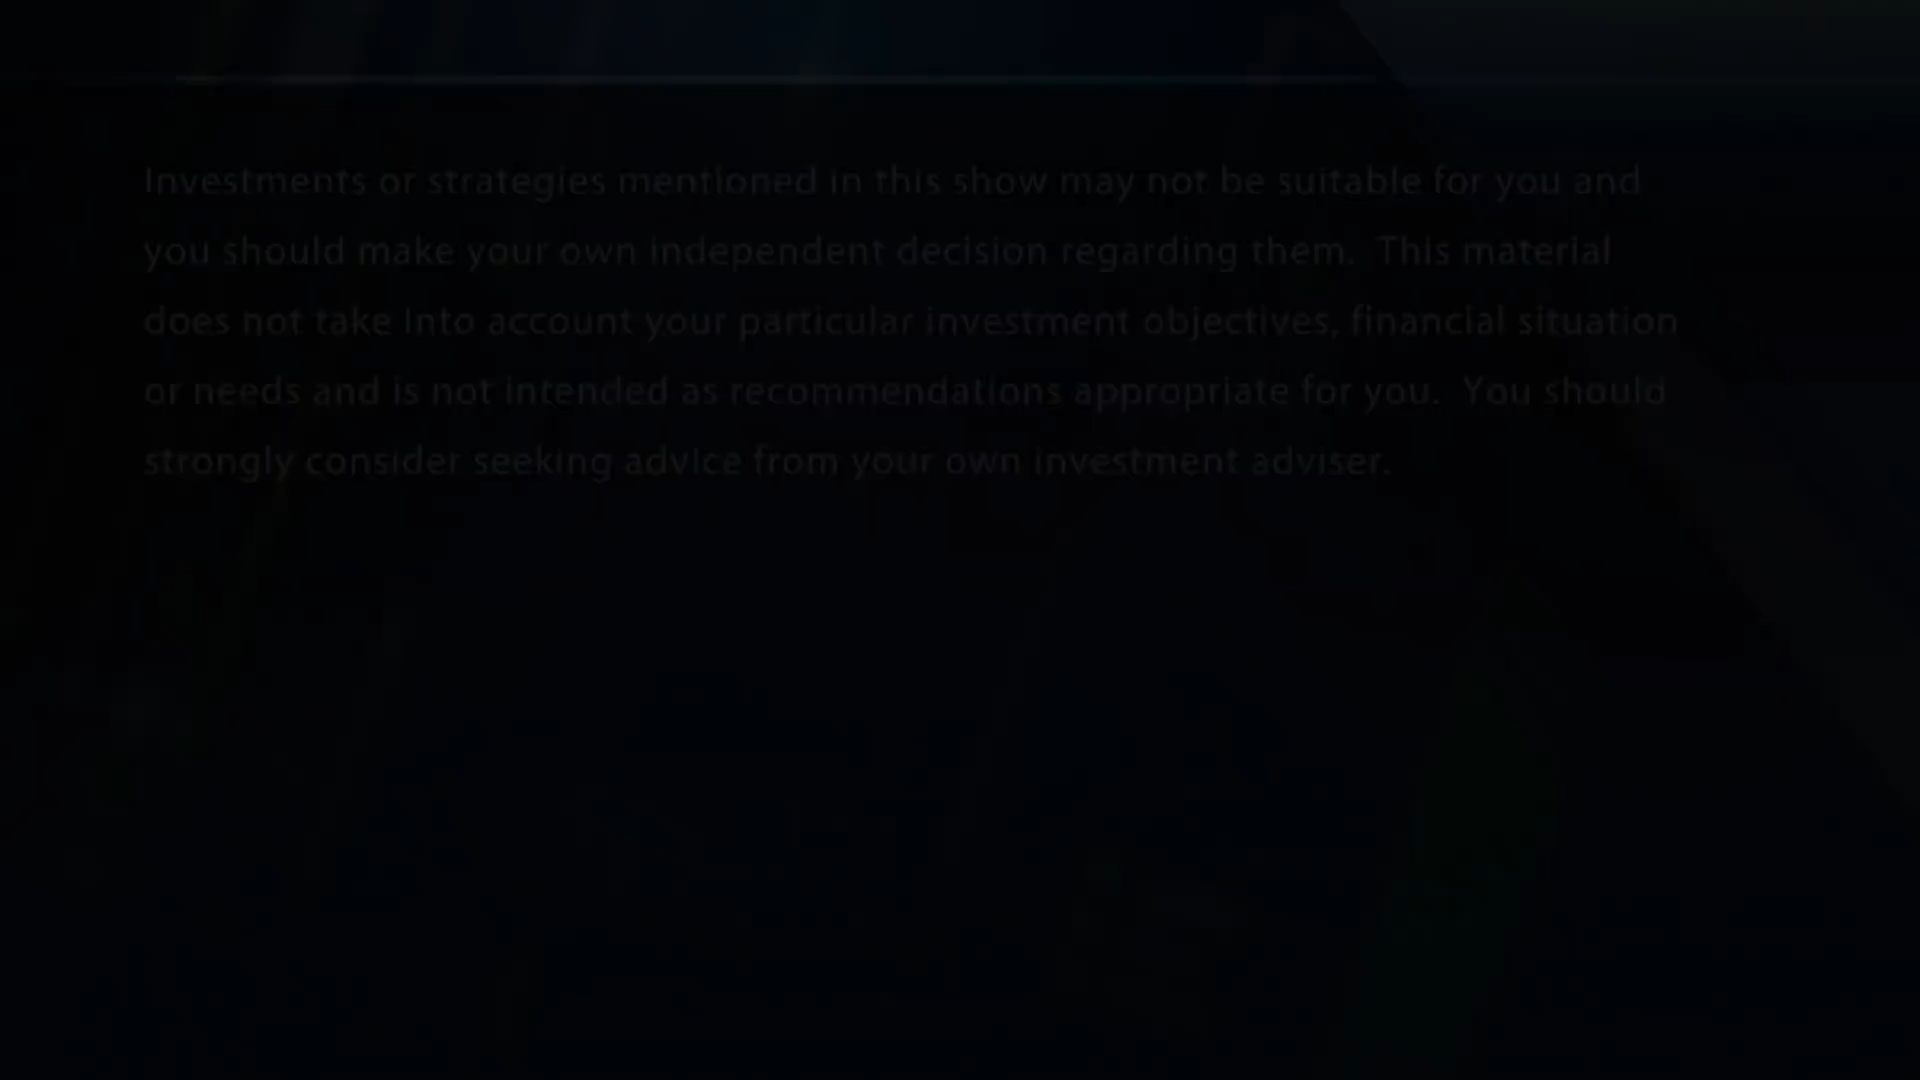 Investments or strategies mentioned in this show may not be suitable for you and
you should make your own independent decision regarding them.  This material
does not take into account your particular investment objectives, financial situation
or needs and is not intended as recommendations appropriate for you.  You should
strongly consider seeking advice from your own investment adviser.